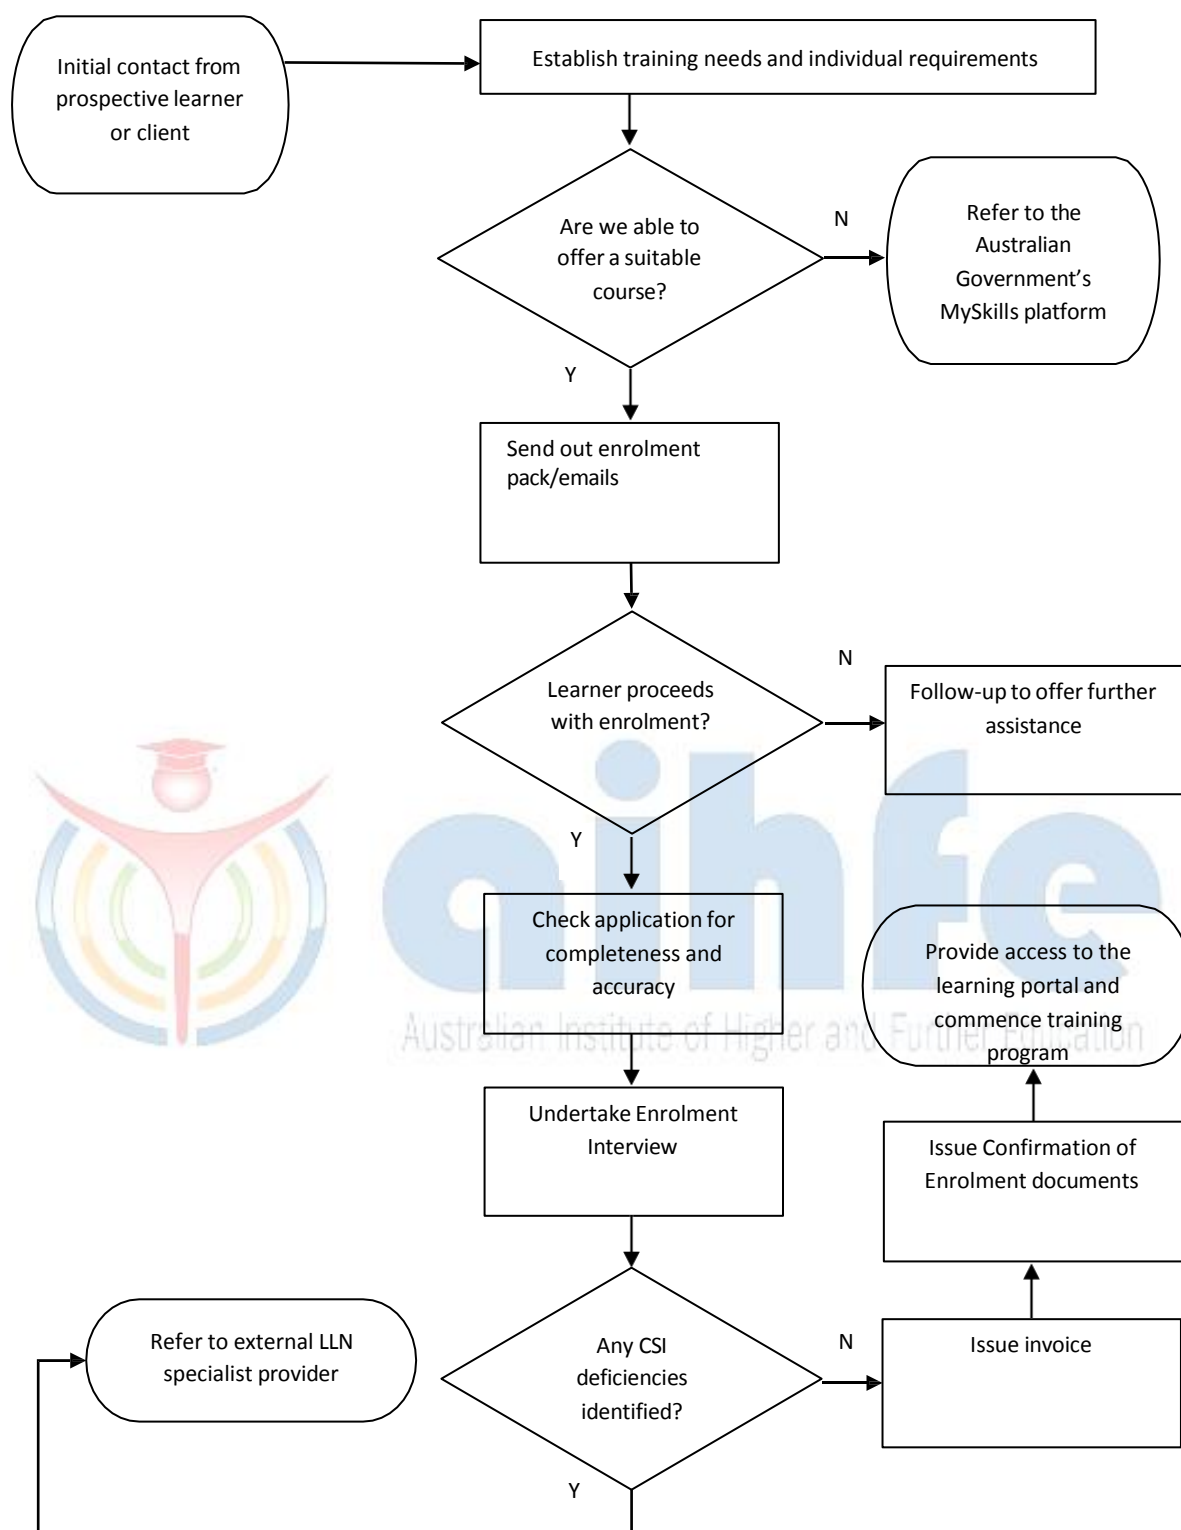 Initial contact from
prospective learner
or client
Establish training needs and individual requirements
Are we able to
offer a suitable
course?
N
Refer to the
Australian
Government’s
MySkills platform
Y
Send out enrolment
pack/emails
Learner proceeds
with enrolment?
N
Follow-up to offer further
assistance
Y
aihfe
Australian Institute of Higher and Further Education
Check application for
completeness and
accuracy
Provide access to the
learning portal and
commence training
program
Undertake Enrolment
Interview
Issue Confirmation of
Enrolment documents
Refer to external LLN
specialist provider
Any CSI
deficiencies
identified?
N
Issue invoice
Y